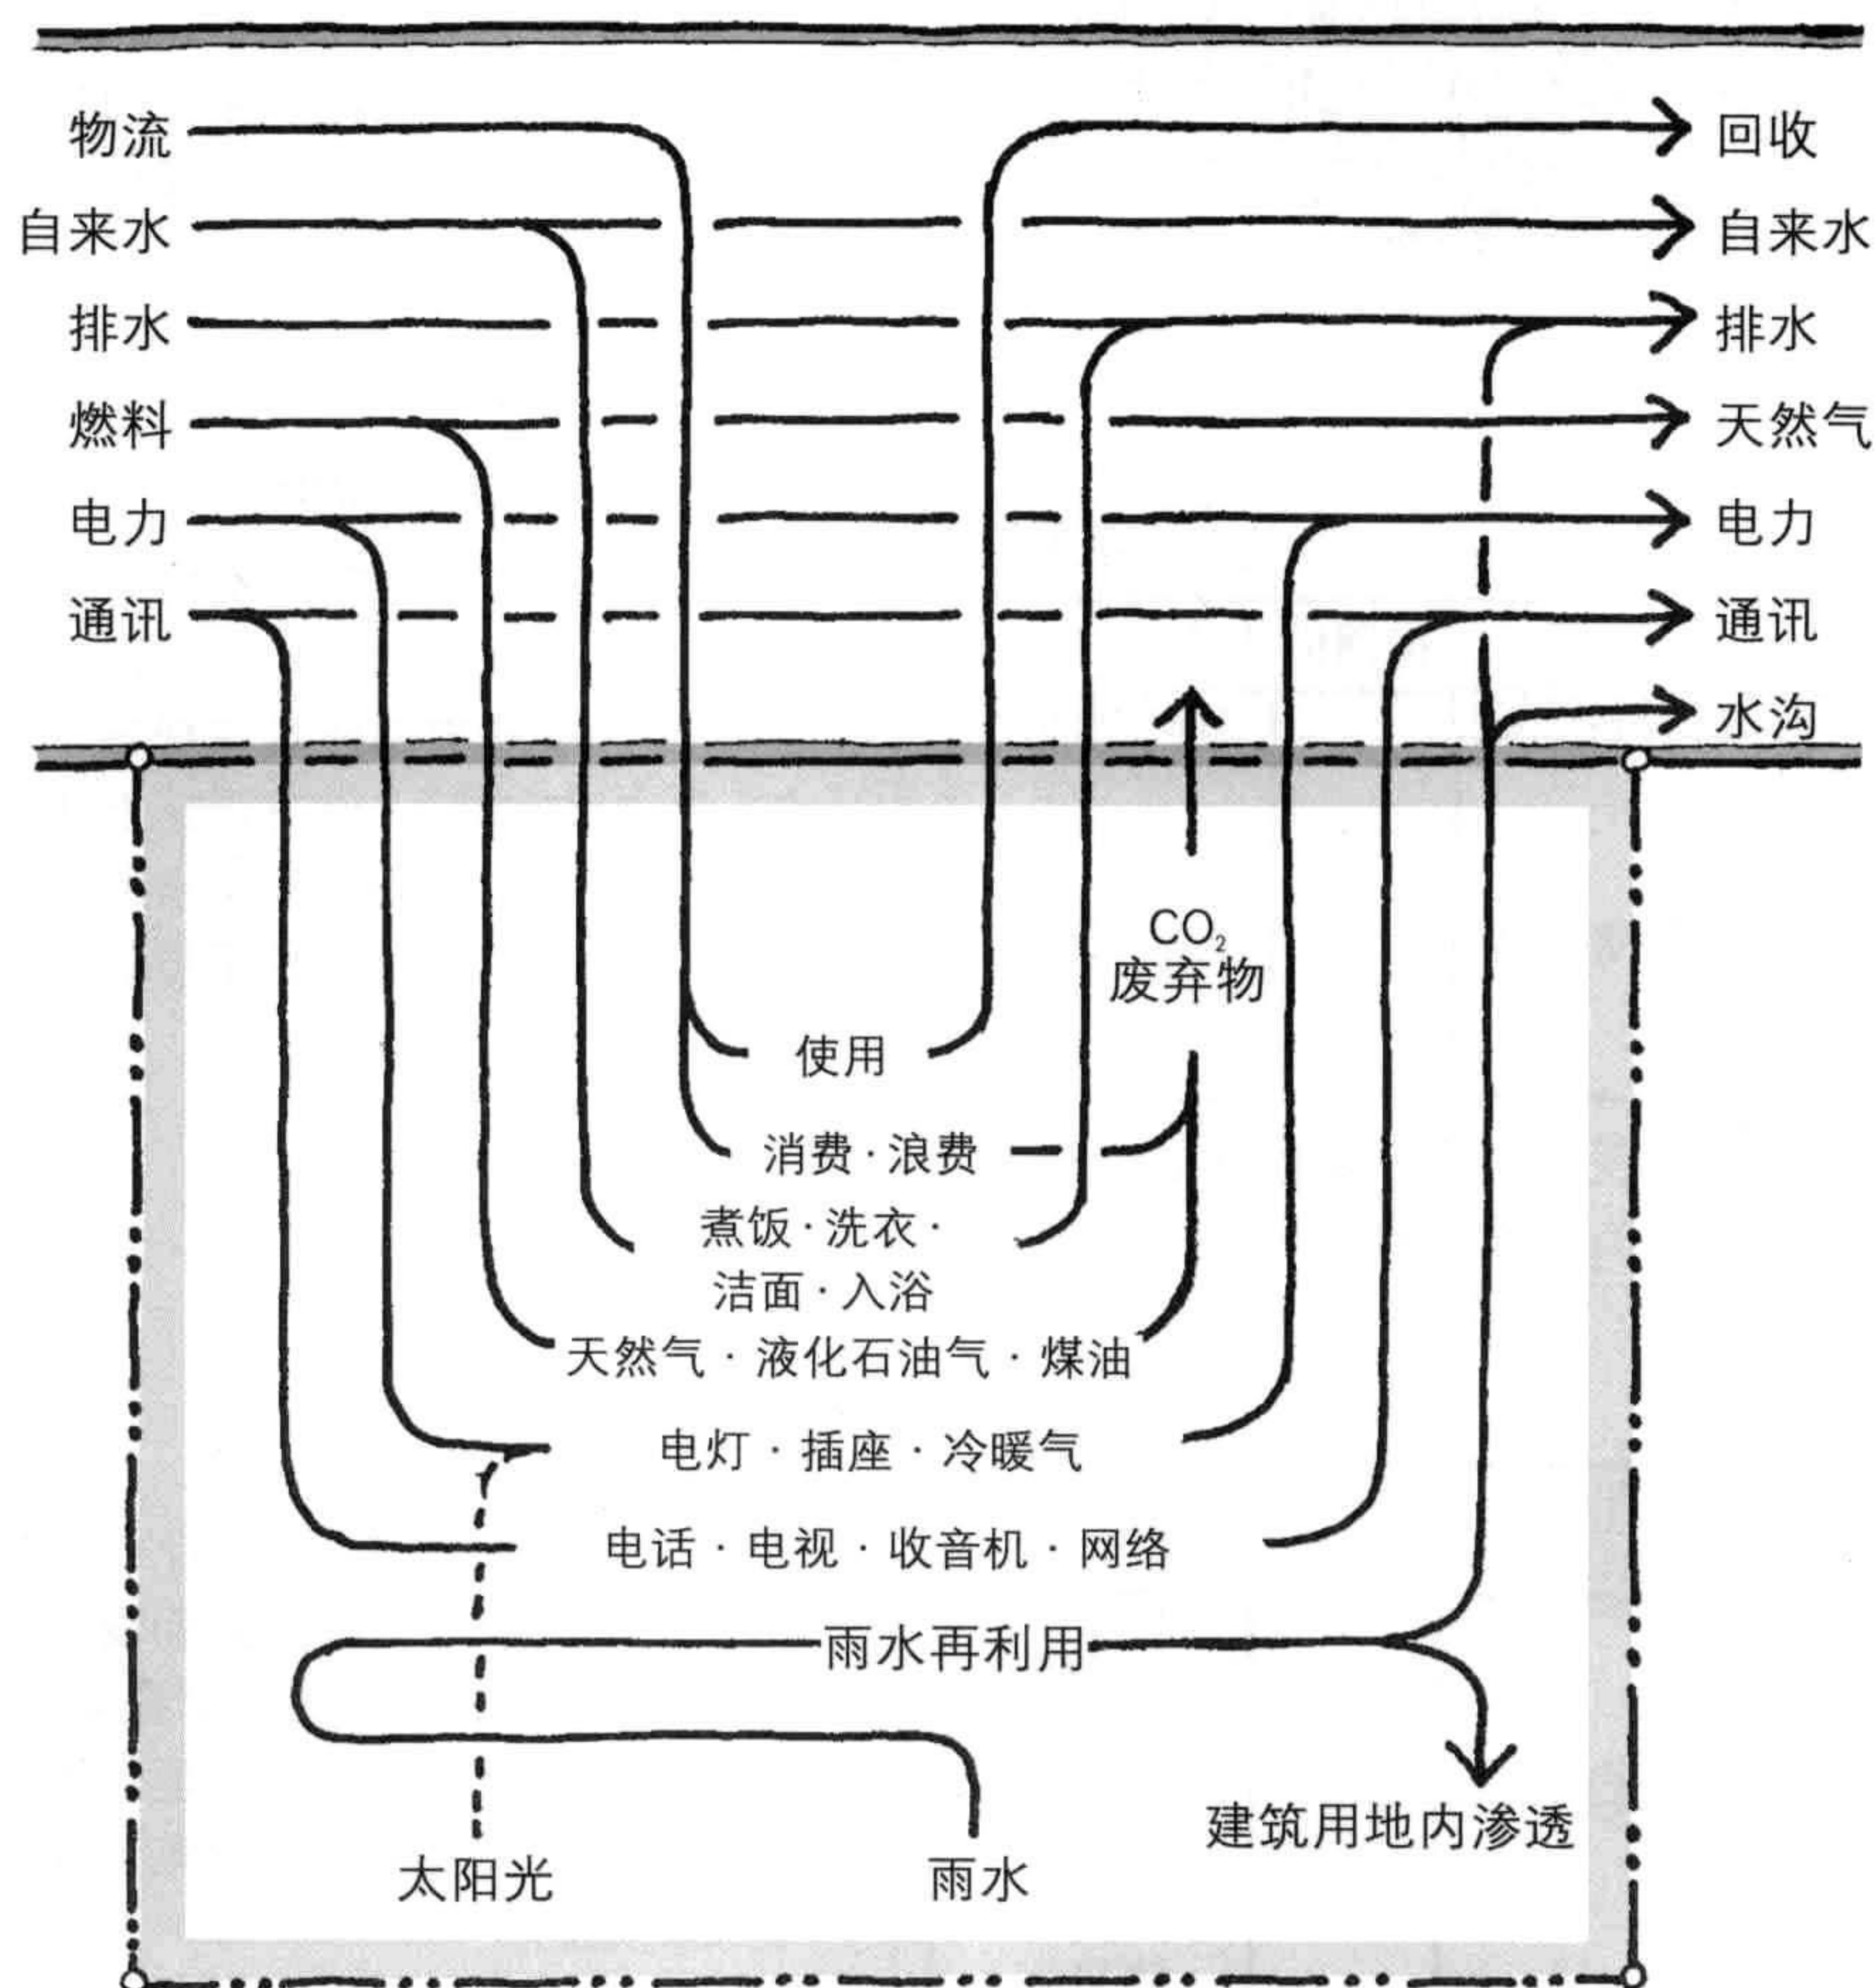 物流
回收
自来水
自来水
排水
排水
燃料
天然气
电力
电力
通讯
通讯
水沟
CO₂
废弃物
使用
消费·浪费
煮饭·洗衣·
洁面·入浴
天然气·液化石油气·煤油
电灯·插座·冷暖气
电话·电视·收音机·网络
雨水再利用
建筑用地内渗透
太阳光
雨水